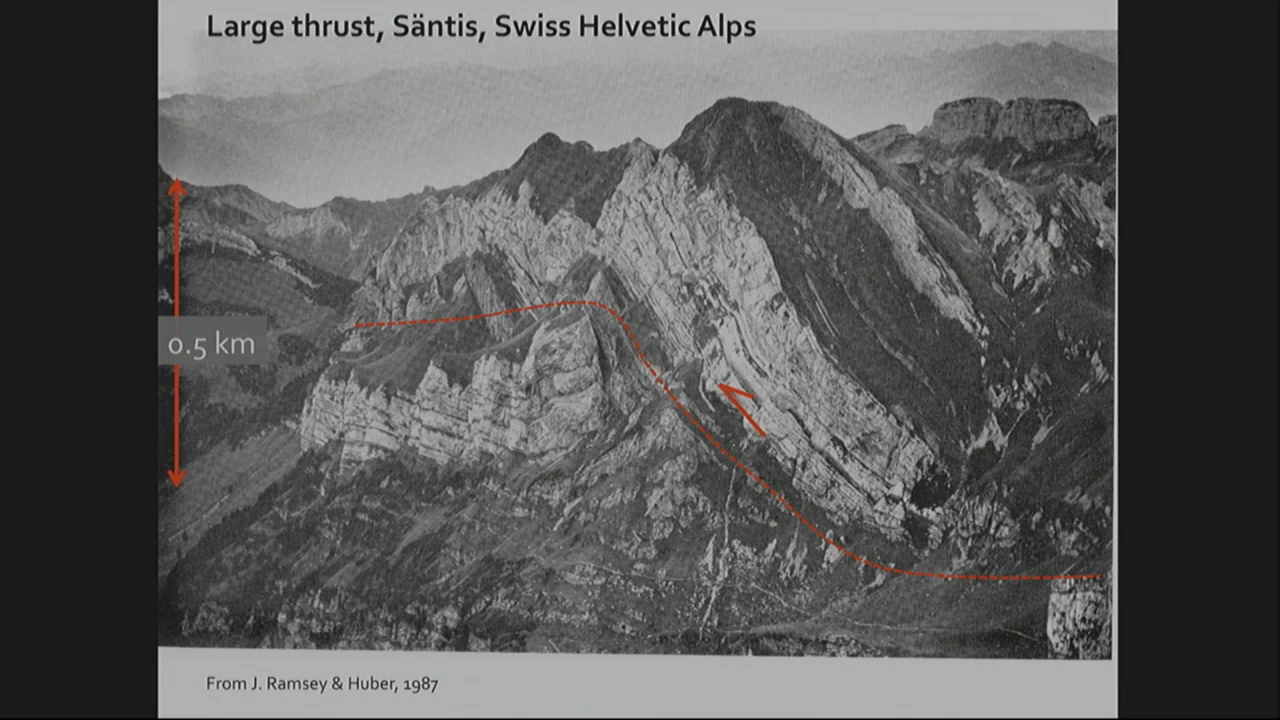 Large thrust, Säntis, Swiss Helvetic Alps
0.5 km
From J. Ramsey & Huber, 1987